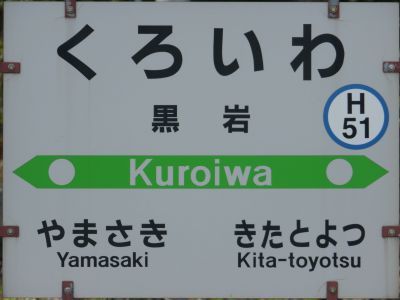 くろいわ
黒岩
H
51
Kuroiwa
やまさき
Yamasaki
きたとよつ
Kita-toyotsu